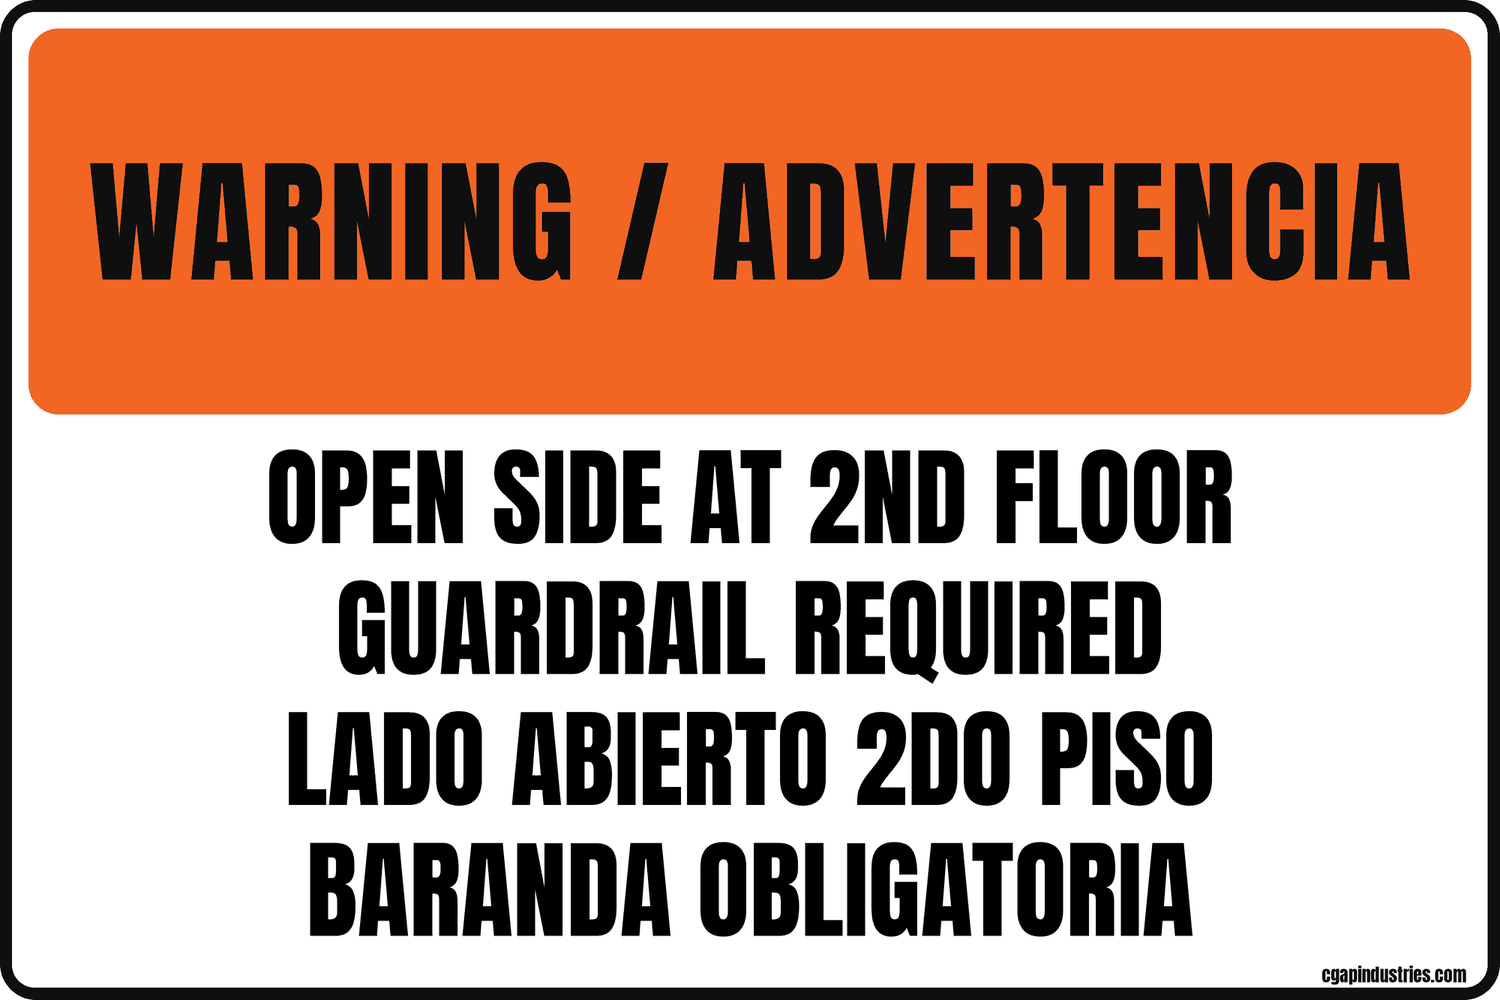 WARNING / ADVERTENCIA
OPEN SIDE AT 2ND FLOOR
GUARDRAIL REQUIRED
LADO ABIERTO 2DO PISO
BARANDA OBLIGATORIA
cgapindustries.com